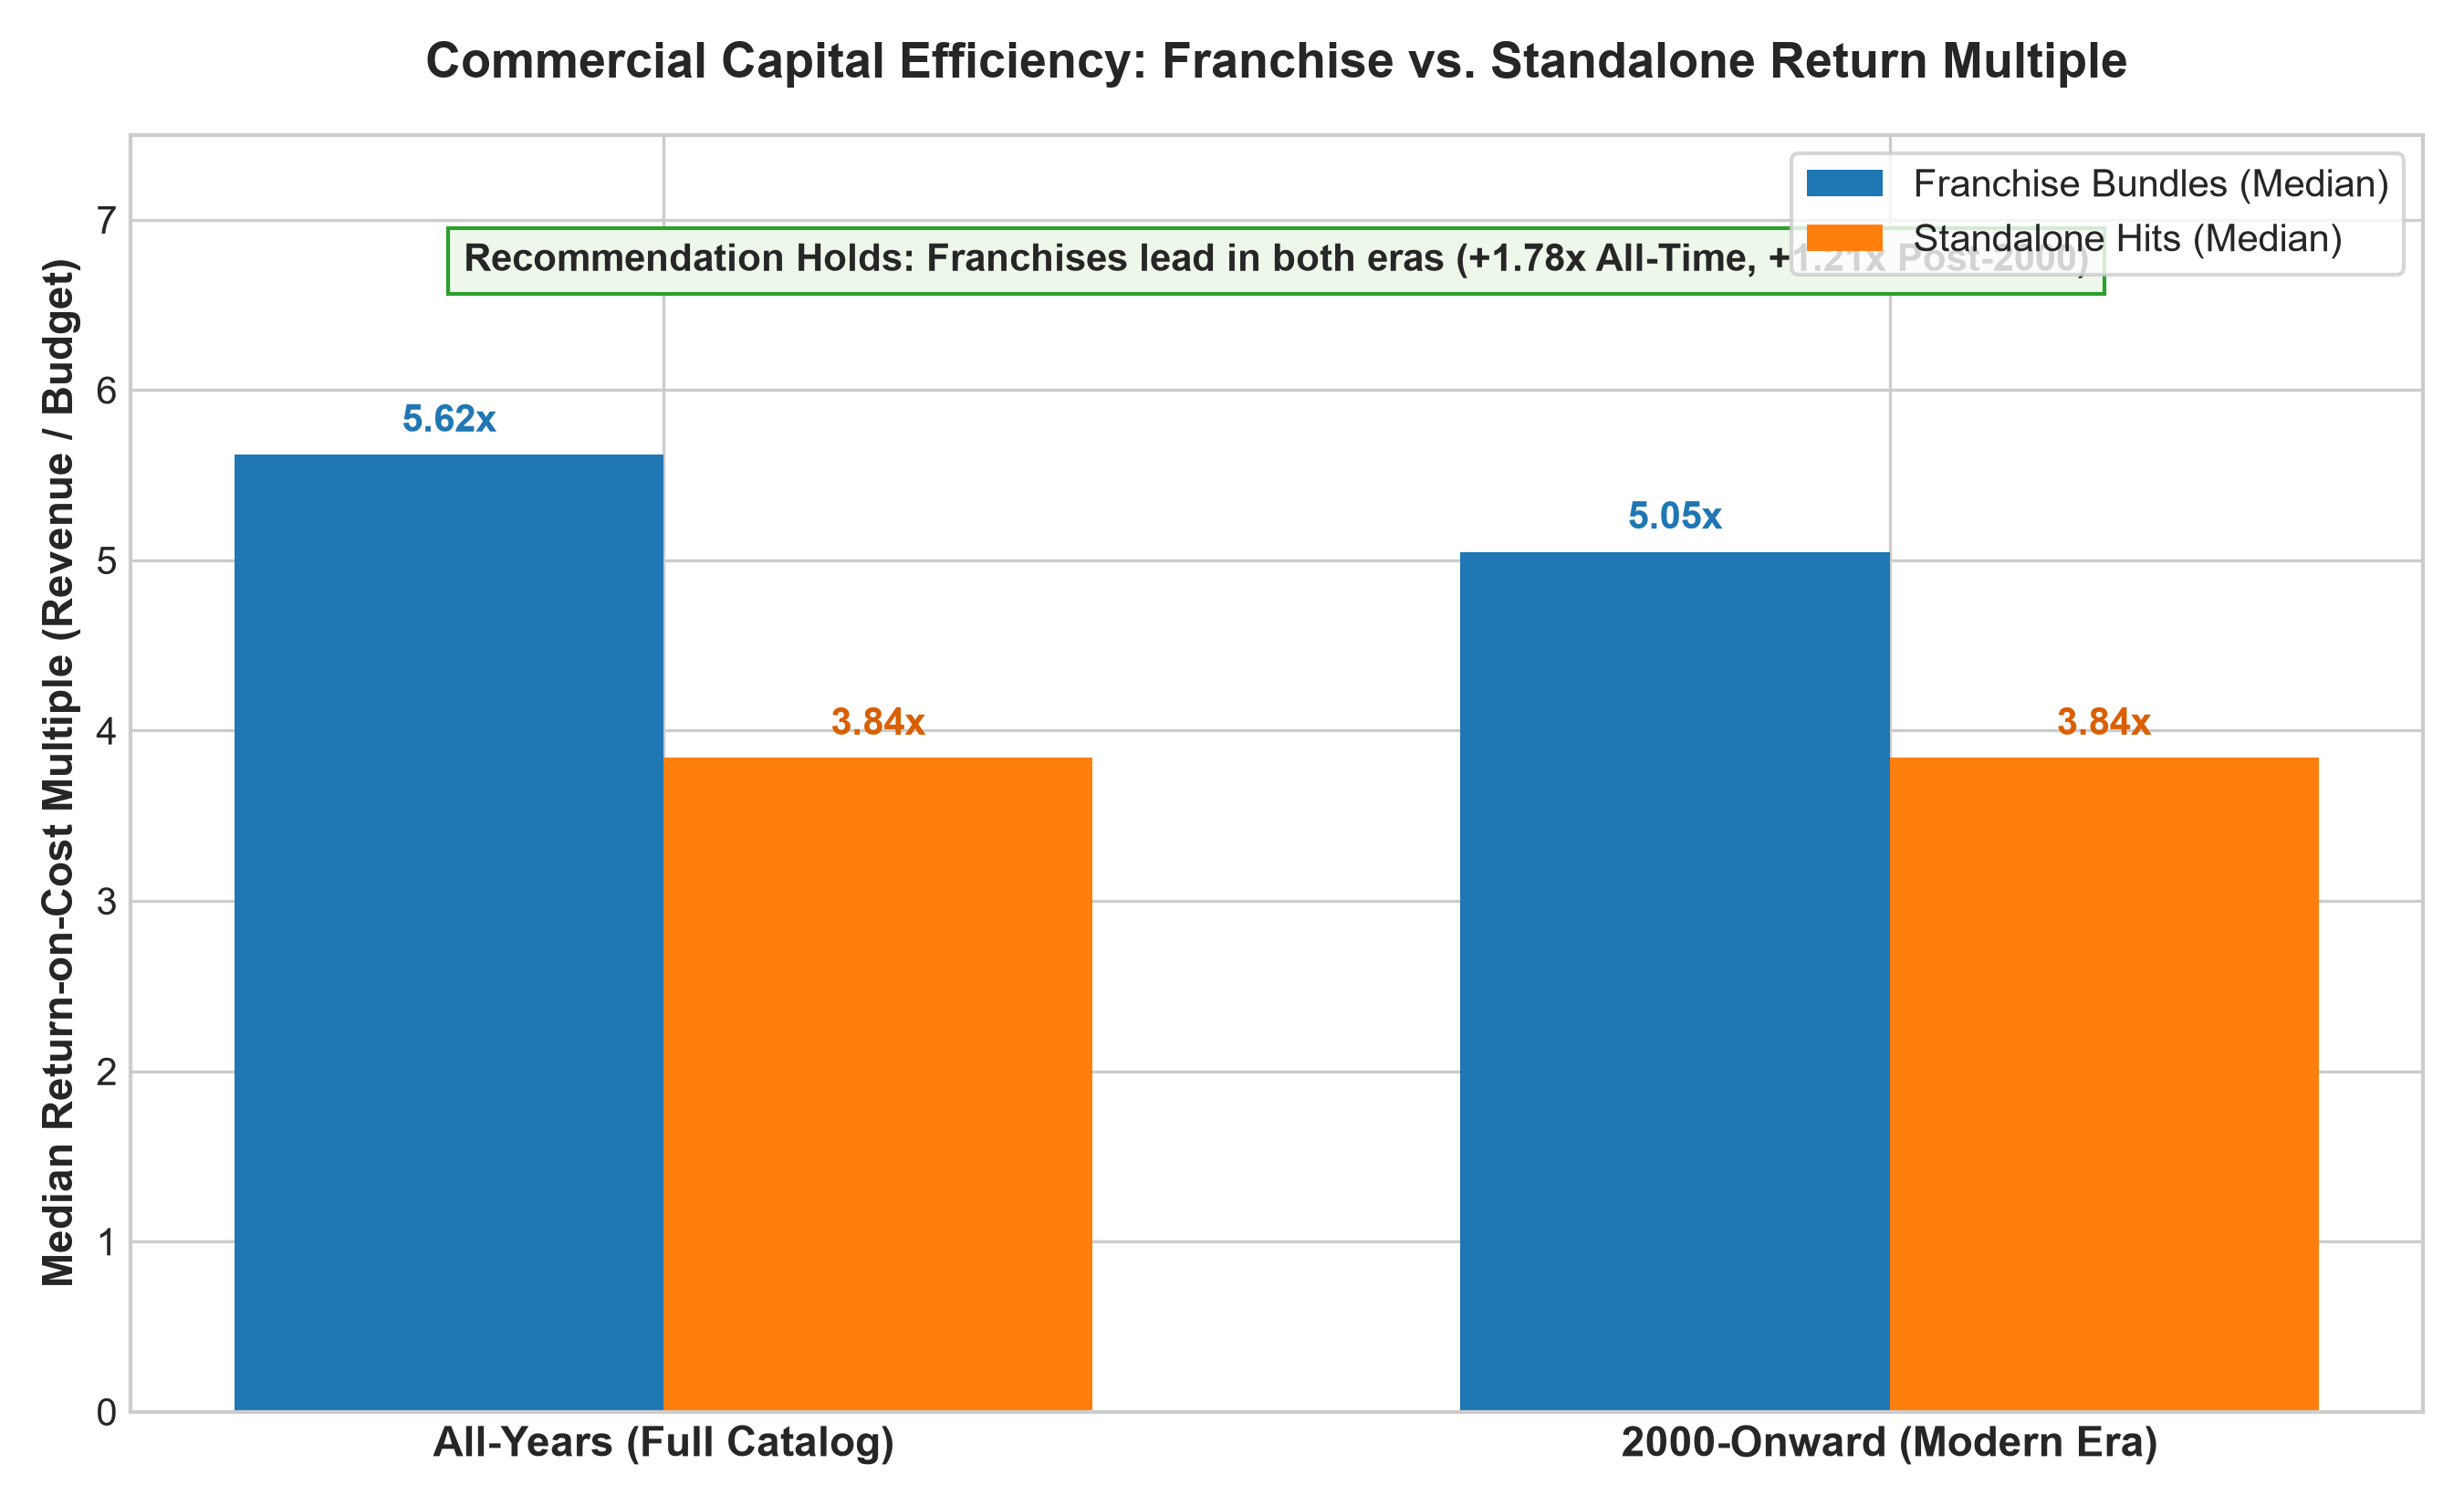 Commercial Capital Efficiency: Franchise vs. Standalone Return Multiple
Franchise Bundles (Median)
Standalone Hits (Median)
Recommendation Holds: Franchises lead in both eras (+1.78x All-Time, +1.21x Post-2000)
Median Return-on-Cost Multiple (Revenue / Budget)
7
6
5
4
3
2
1
0
5.62x
3.84x
5.05x
3.84x
All-Years (Full Catalog)
2000-Onward (Modern Era)